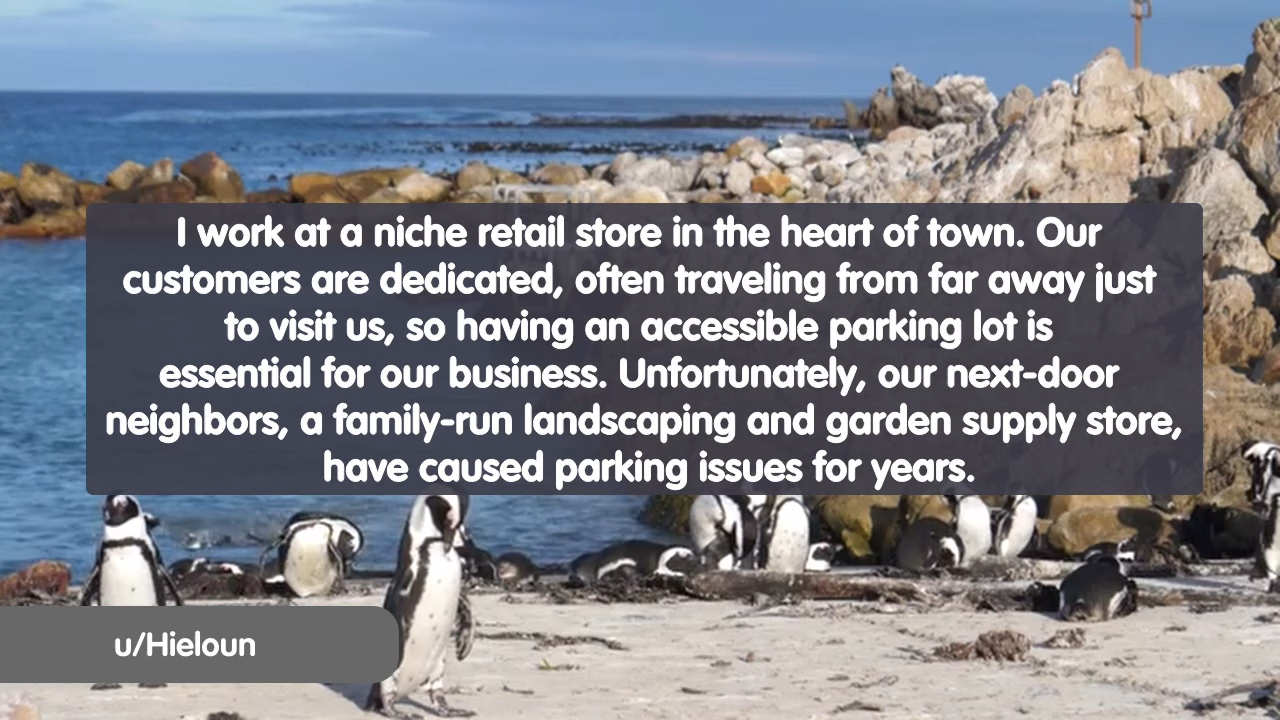 I work at a niche retail store in the heart of town. Our
customers are dedicated, often traveling from far away just
to visit us, so having an accessible parking lot is
essential for our business. Unfortunately, our next-door
neighbors, a family-run landscaping and garden supply store,
have caused parking issues for years.
u/Hieloun